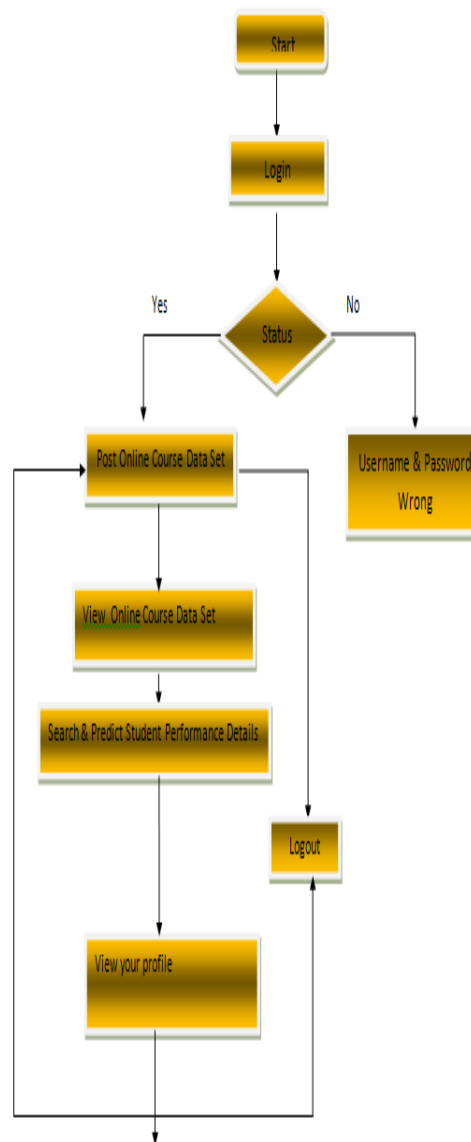 Start
Login
Yes
No
Status
Post Online Course Data Set
Username & Password
Wrong
View Online Course Data Set
Search & Predict Student Performance Details
Logout
View your profile